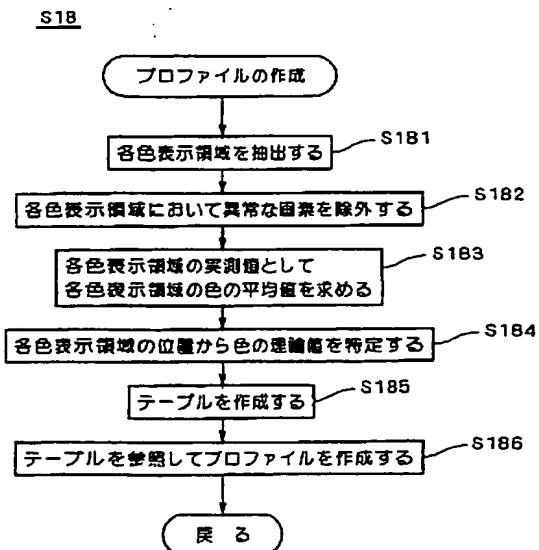 S18
プロファイルの作成
各色表示領域を抽出する
S181
各色表示領域において異常な画素を除外する
S182
各色表示領域の実測値として
各色表示領域の色の平均値を求める
S183
各色表示領域の位置から色の理論値を特定する
S184
テーブルを作成する
S185
テーブルを参照してプロファイルを作成する
S186
戻る